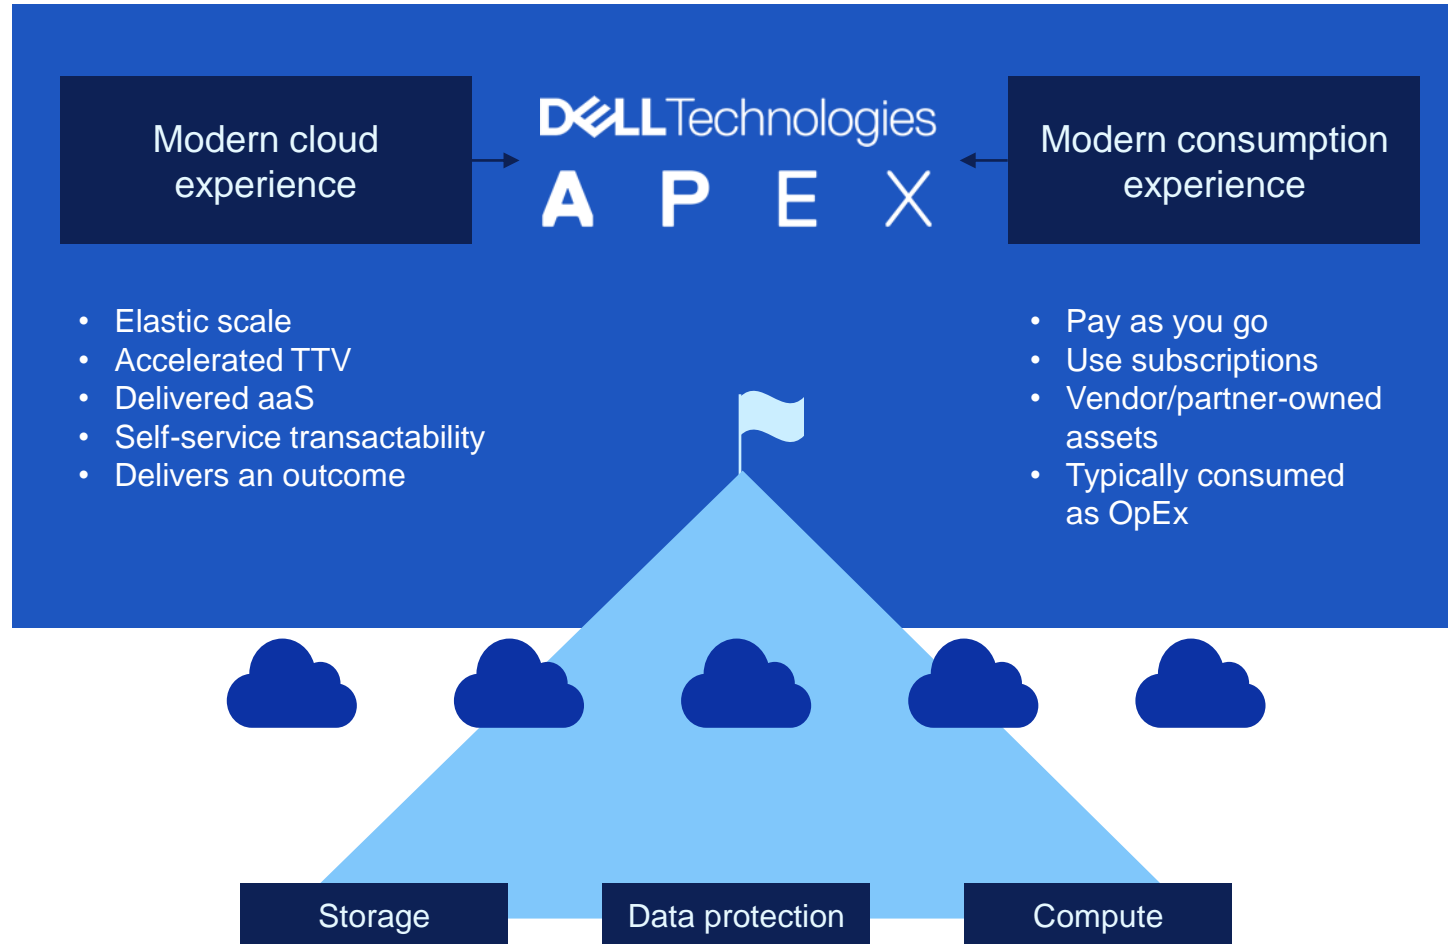 Modern cloud
experience
DELLTechnologies
APEX
Modern consumption
experience
• Elastic scale
• Accelerated TTV
• Delivered aaS
• Self-service transactability
• Delivers an outcome
• Pay as you go
• Use subscriptions
• Vendor/partner-owned
assets
• Typically consumed
as OpEx
Storage
Data protection
Compute